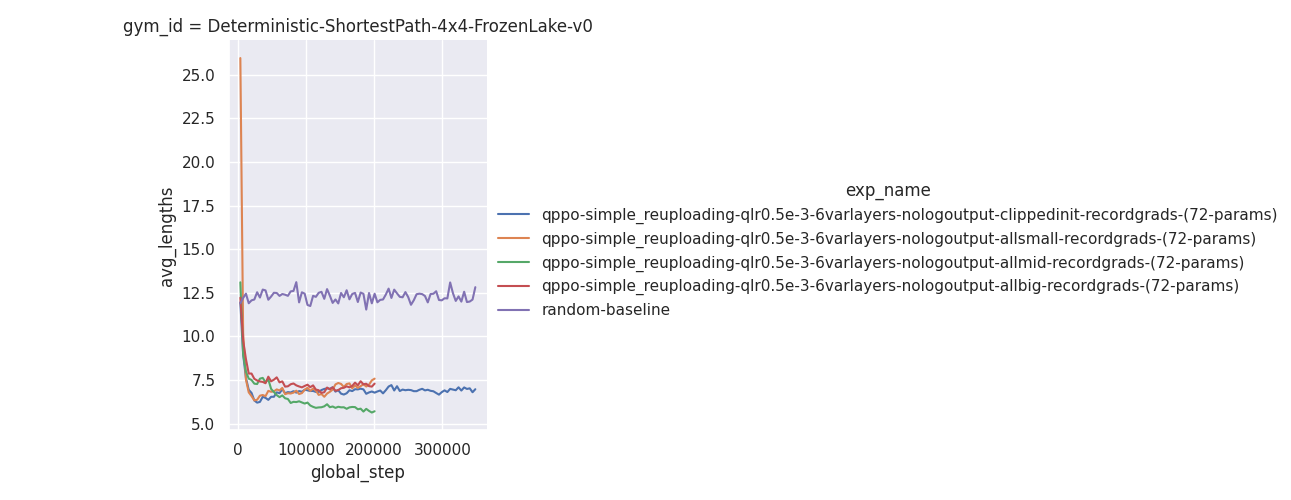 gym_id = Deterministic-ShortestPath-4x4-FrozenLake-v0
25.0
22.5
20.0
17.5
15.0
12.5
10.0
7.5
5.0
avg_lengths
0
100000
200000
300000
global_step
exp_name
qppo-simple_reuploading-qlr0.5e-3-6varlayers-nologoutput-clippedinit-recordgrads-(72-params)
qppo-simple_reuploading-qlr0.5e-3-6varlayers-nologoutput-allsmall-recordgrads-(72-params)
qppo-simple_reuploading-qlr0.5e-3-6varlayers-nologoutput-allmid-recordgrads-(72-params)
qppo-simple_reuploading-qlr0.5e-3-6varlayers-nologoutput-allbig-recordgrads-(72-params)
random-baseline